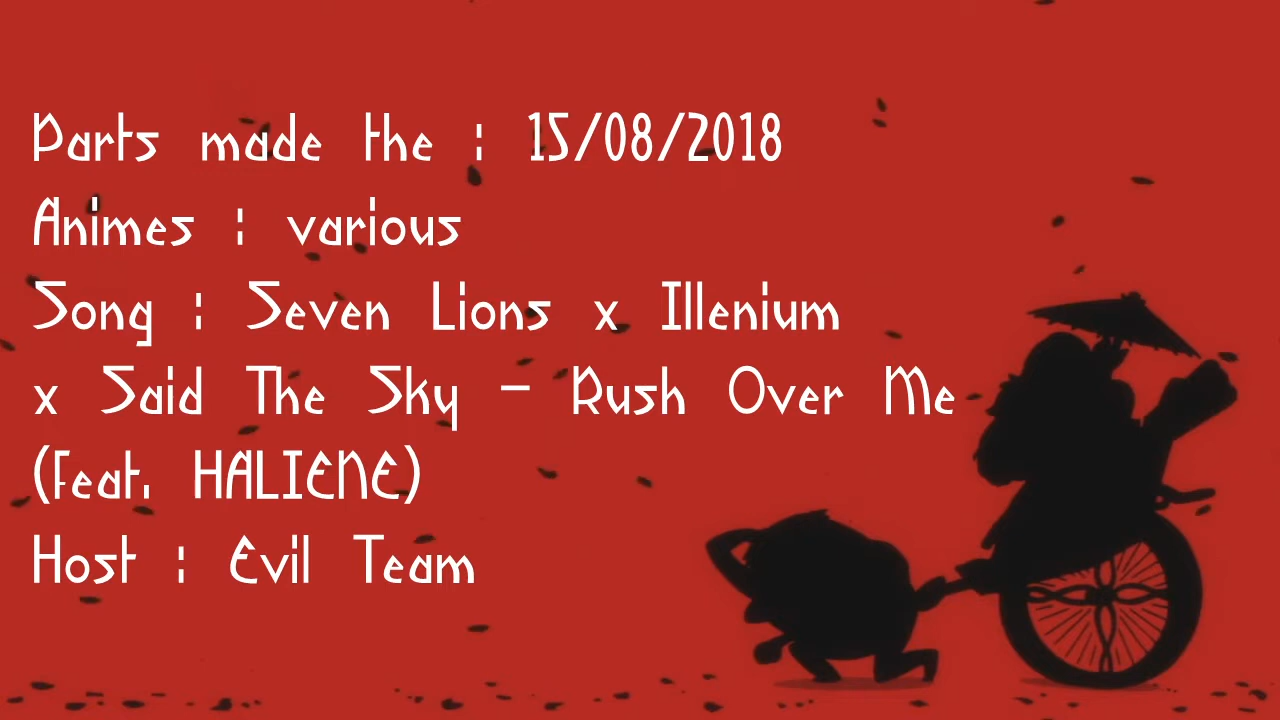 Parts made the : 15/08/2018
Animes : various
Song : Seven Lions x Illenium
x Said The Sky - Rush Over Me
(feat. HALIENE)
Host : Evil Team